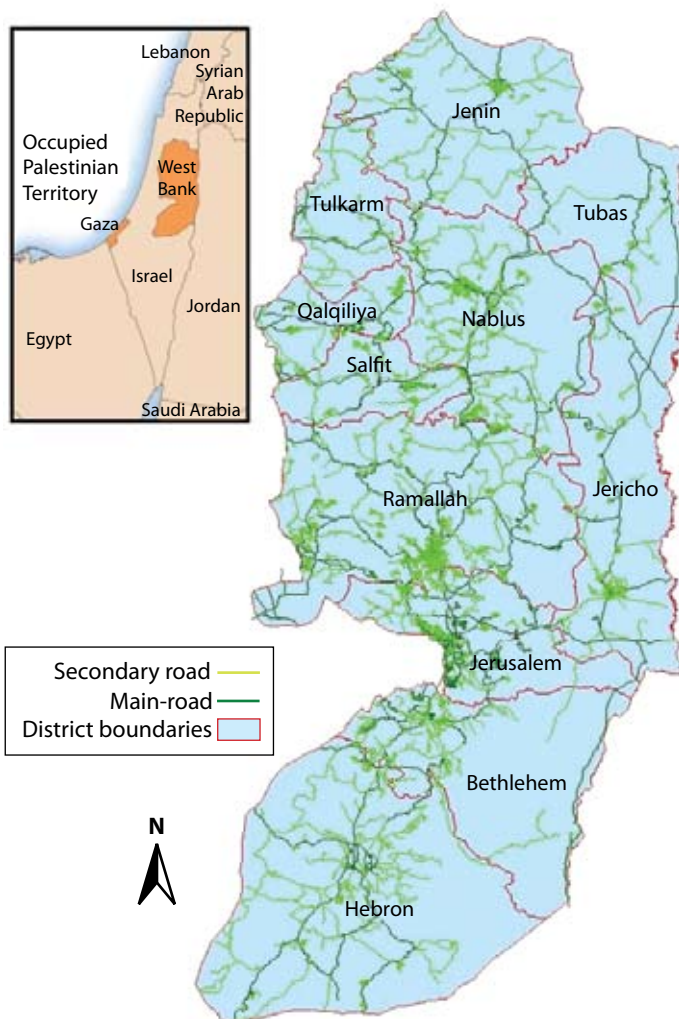 Lebanon
Syrian
Arab
Republic
Occupied
Palestinian
Territory
West
Bank
Gaza
Israel
Jordan
Egypt
Saudi Arabia
Jenin
Tulkarm
Tubas
Qalqiliya
Nablus
Salfit
Ramallah
Jericho
Jerusalem
Bethlehem
Hebron
Secondary road
Main-road
District boundaries
N